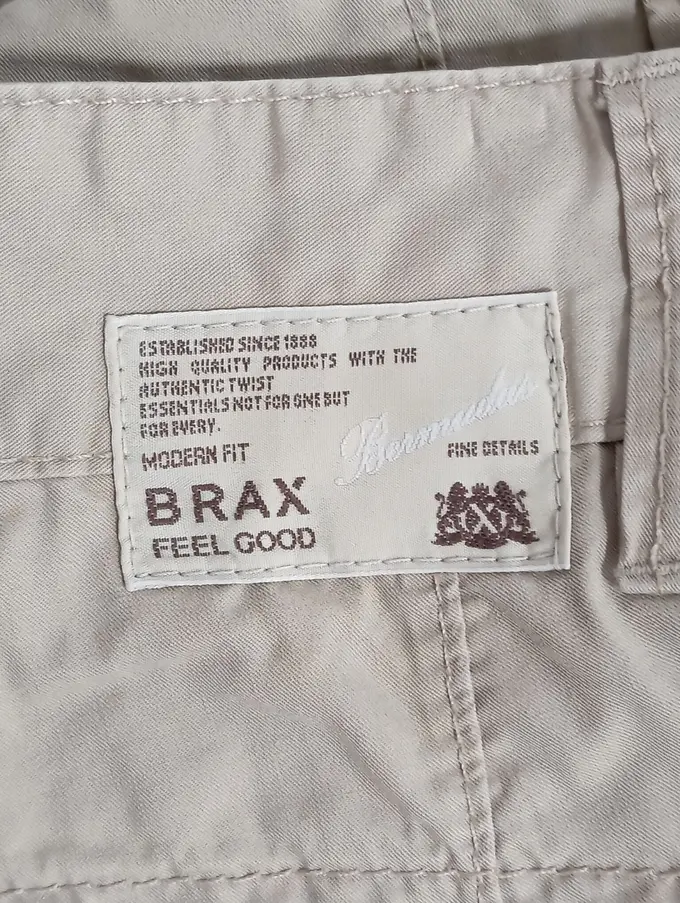 ESTABLISHED SINCE 1888
HIGH QUALITY PRODUCTS WITH THE
AUTHENTIC TWIST
ESSENTIALS NOT FOR ONE BUT
FOR EVERY.
Bermudas
MODERN FIT
FINE DETAILS
BRAX
FEEL GOOD
X